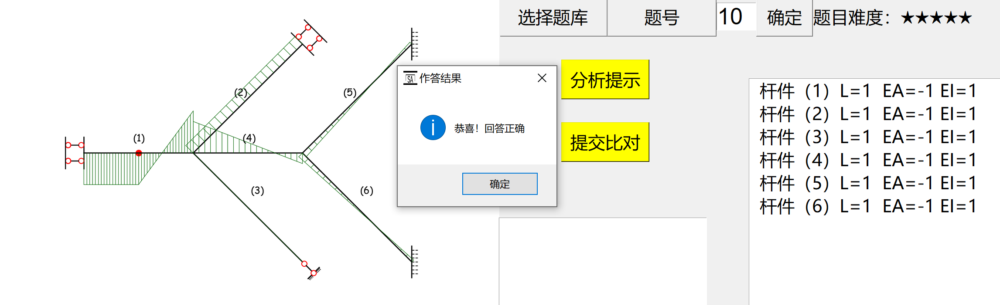 选择题库
题号
10
确定
题目难度：★★★★★
分析提示
提交比对
杆件（1）L=1 EA=-1 EI=1
杆件（2）L=1 EA=-1 EI=1
杆件（3）L=1 EA=-1 EI=1
杆件（4）L=1 EA=-1 EI=1
杆件（5）L=1 EA=-1 EI=1
杆件（6）L=1 EA=-1 EI=1
SA 作答结果
恭喜！回答正确
确定
(2)
(5)
(1)
(4)
(3)
(6)